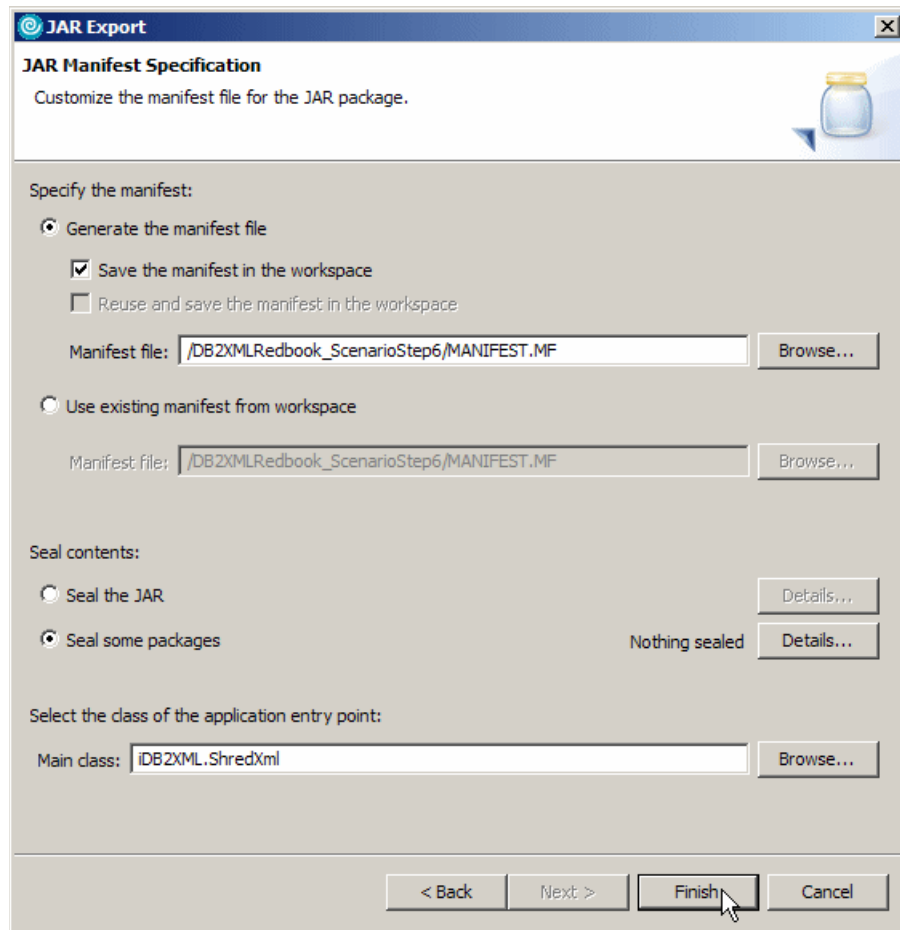 JAR Export
JAR Manifest Specification
Customize the manifest file for the JAR package.
Specify the manifest:
Generate the manifest file
Save the manifest in the workspace
Reuse and save the manifest in the workspace
Manifest file: /DB2XMLRedbook_ScenarioStep6/MANIFEST.MF Browse...
Use existing manifest from workspace
Manifest file: /DB2XMLRedbook_ScenarioStep6/MANIFEST.MF Browse...
Seal contents:
Seal the JAR Details...
Seal some packages Nothing sealed Details...
Select the class of the application entry point:
Main class: iDB2XML.ShredXml Browse...
< Back Next > Finish Cancel